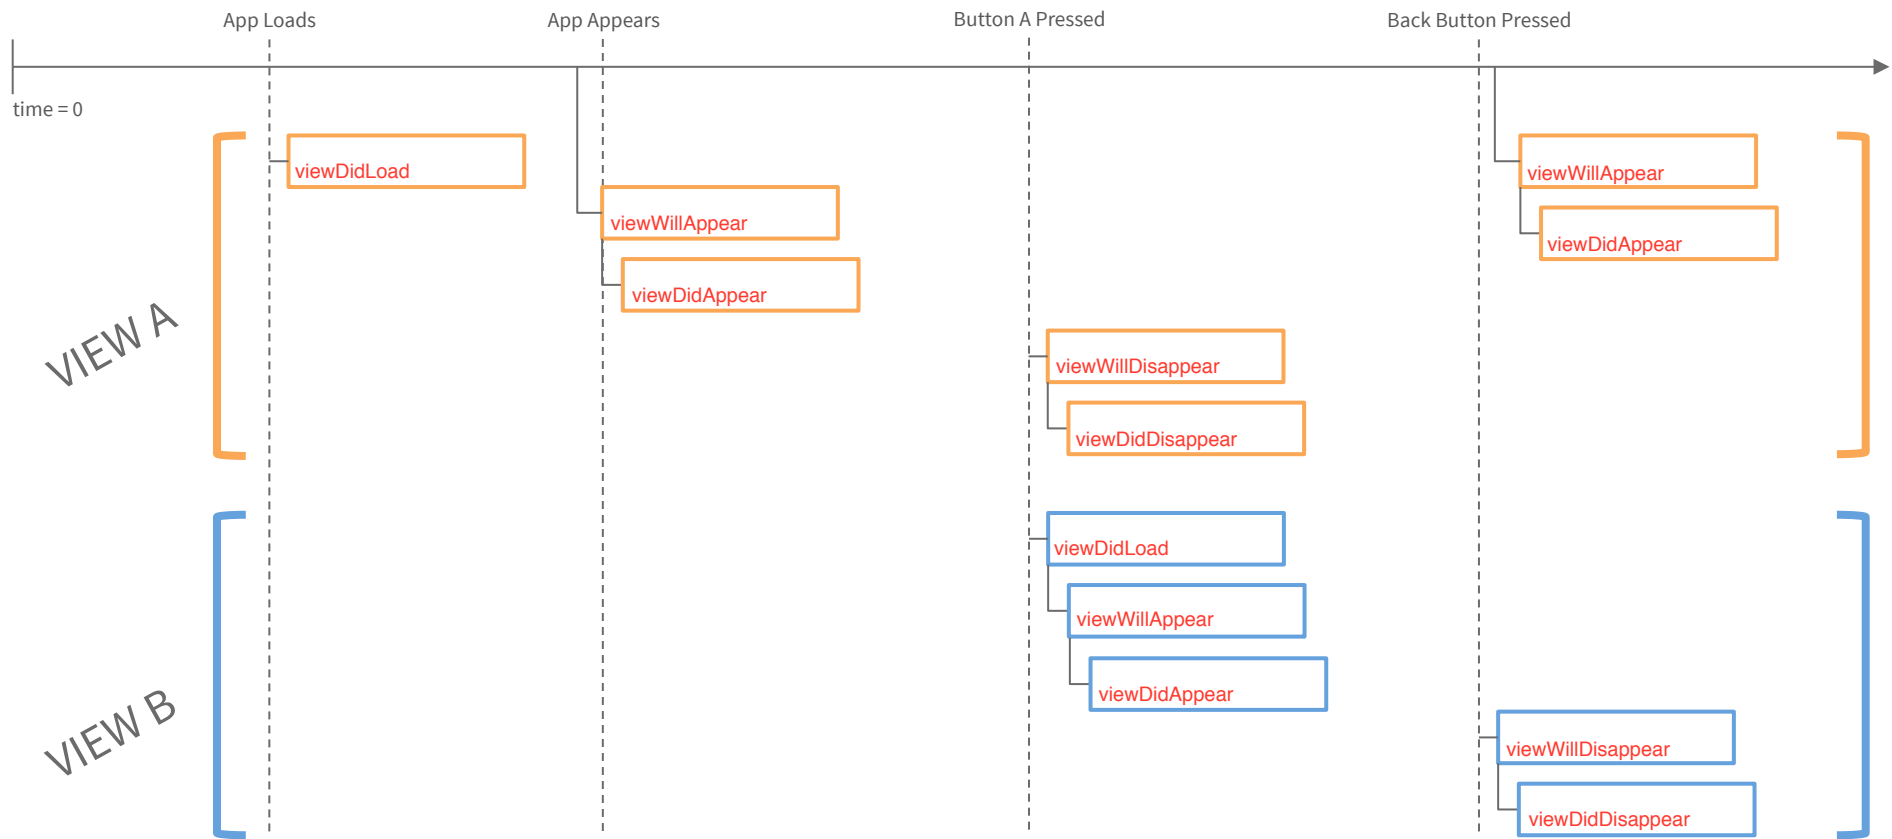 App Loads
App Appears
Button A Pressed
Back Button Pressed
time = 0
VIEW A
viewDidLoad
viewWillAppear
viewDidAppear
viewWillDisappear
viewDidDisappear
viewWillAppear
viewDidAppear
VIEW B
viewDidLoad
viewWillAppear
viewDidAppear
viewWillDisappear
viewDidDisappear